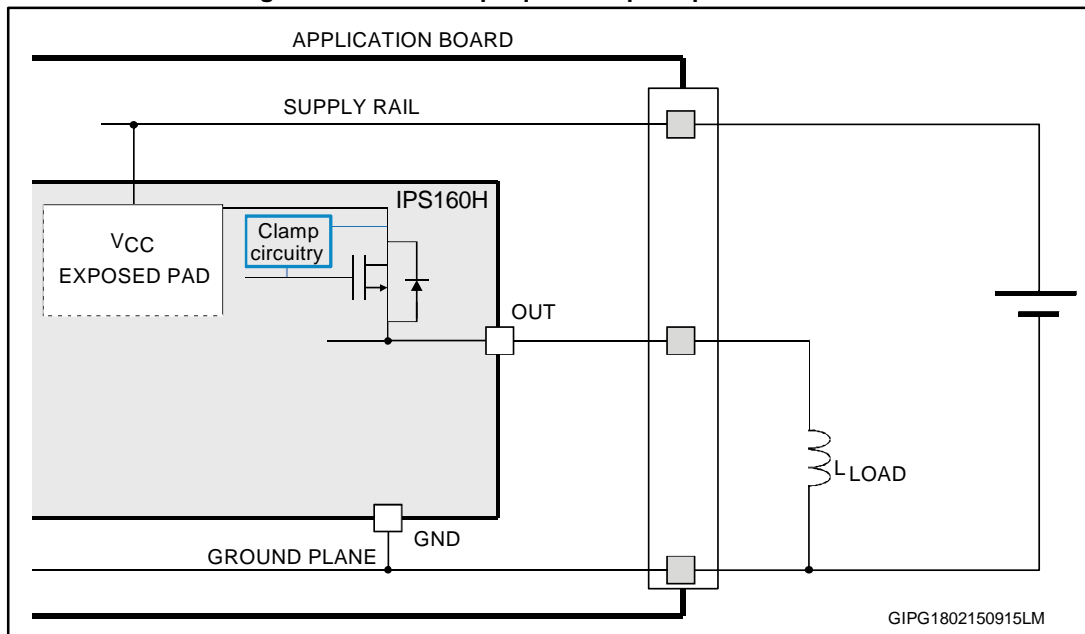 APPLICATION BOARD
SUPPLY RAIL
IPS160H
VCC
EXPOSED PAD
Clamp
circuitry
OUT
LLOAD
GND
GROUND PLANE
GIPG1802150915LM